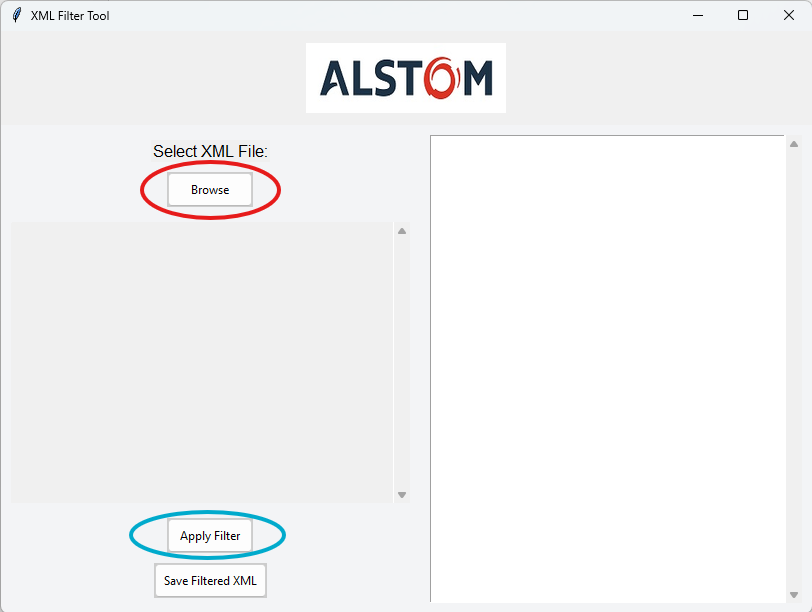 XML Filter Tool
ALSTOM
Select XML File:
Browse
Apply Filter
Save Filtered XML